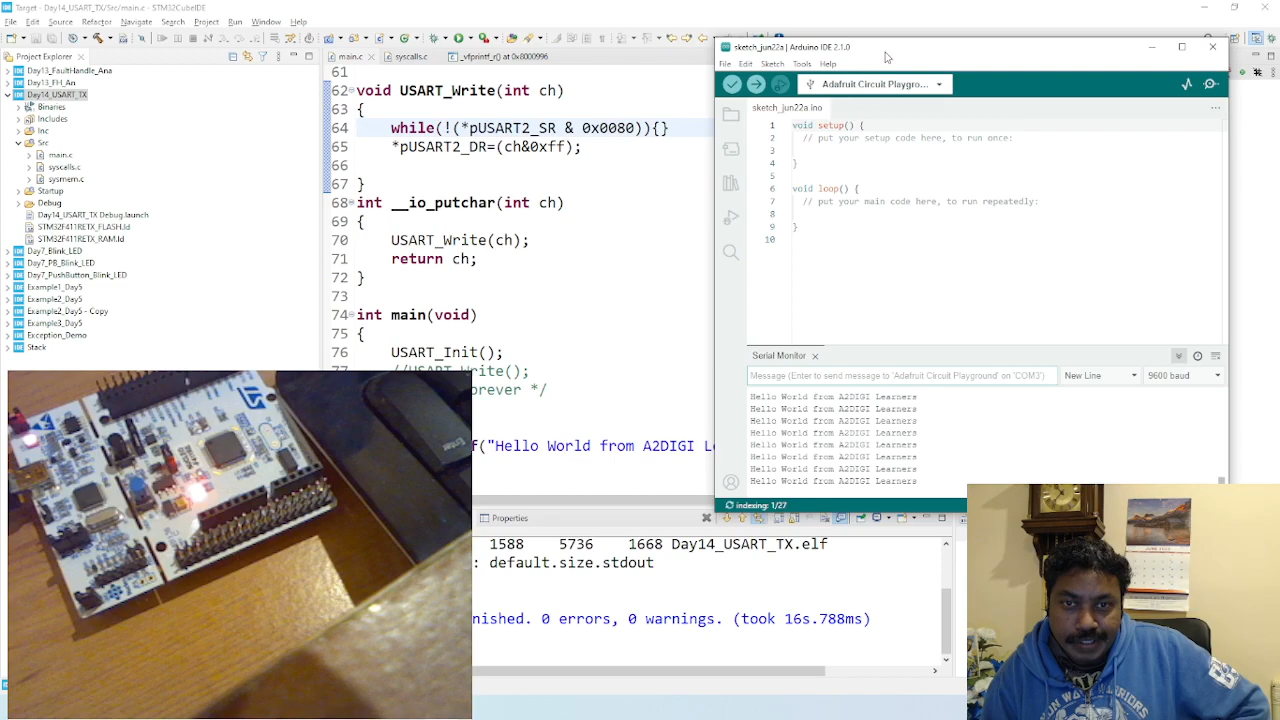 Target - Day14_USART_TX/Src/main.c - STM32CubeIDE
File Edit Source Refactor Navigate Search Project Run Window Help
Project Explorer
Day13_FaultHandle_Ana
Day13_FH_An
Day14_USART_TX
Binaries
Includes
Inc
Src
main.c
syscalls.c
sysmem.c
Startup
Debug
Day14_USART_TX Debug.launch
STM32F411RETX_FLASH.ld
STM32F411RETX_RAM.ld
Day7_Blink_LED
Day7_PB_Blink_LED
Day7_PushButton_Blink_LED
Example1_Day5
Example2_Day5
Example2_Day5 - Copy
Example3_Day5
Exception_Demo
Stack
main.c syscalls.c _vfprintf_r() at 0x8000996
61
62 void USART_Write(int ch)
63 {
64 while(!(*pUSART2_SR & 0x0080)){}
65 *pUSART2_DR=(ch&0xff);
66
67 }
68 int __io_putchar(int ch)
69 {
70 USART_Write(ch);
71 return ch;
72 }
73
74 int main(void)
75 {
76 USART_Init();
77 //USART_Write();
orever */
f("Hello World from A2DIGI L
sketch_jun22a | Arduino IDE 2.1.0
File Edit Sketch Tools Help
Adafruit Circuit Playgro...
sketch_jun22a.ino
1 void setup() {
2 // put your setup code here, to run once:
3
4 }
5
6 void loop() {
7 // put your main code here, to run repeatedly:
8
9 }
10
Serial Monitor
Message (Enter to send message to 'Adafruit Circuit Playground' on 'COM3') New Line 9600 baud
Hello World from A2DIGI Learners
Hello World from A2DIGI Learners
Hello World from A2DIGI Learners
Hello World from A2DIGI Learners
Hello World from A2DIGI Learners
Hello World from A2DIGI Learners
Hello World from A2DIGI Learners
Hello World from A2DIGI Learners
indexing: 1/27
Properties
1588 5736 1668 Day14_USART_TX.elf
: default.size.stdout
nished. 0 errors, 0 warnings. (took 16s.788ms)